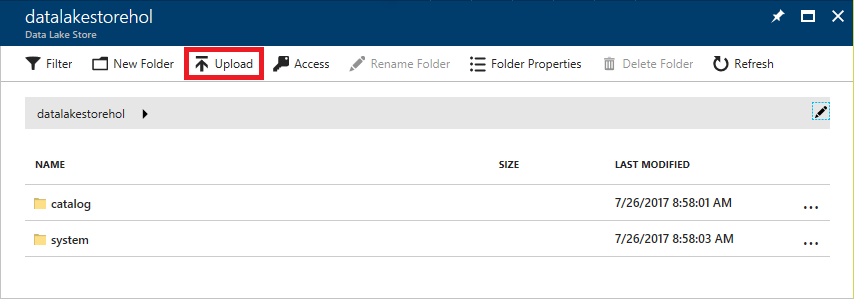 datalakestorehol
Data Lake Store
Filter New Folder Upload Access Rename Folder Folder Properties Delete Folder Refresh
datalakestorehol
NAME SIZE LAST MODIFIED
catalog 7/26/2017 8:58:01 AM ...
system 7/26/2017 8:58:03 AM ...